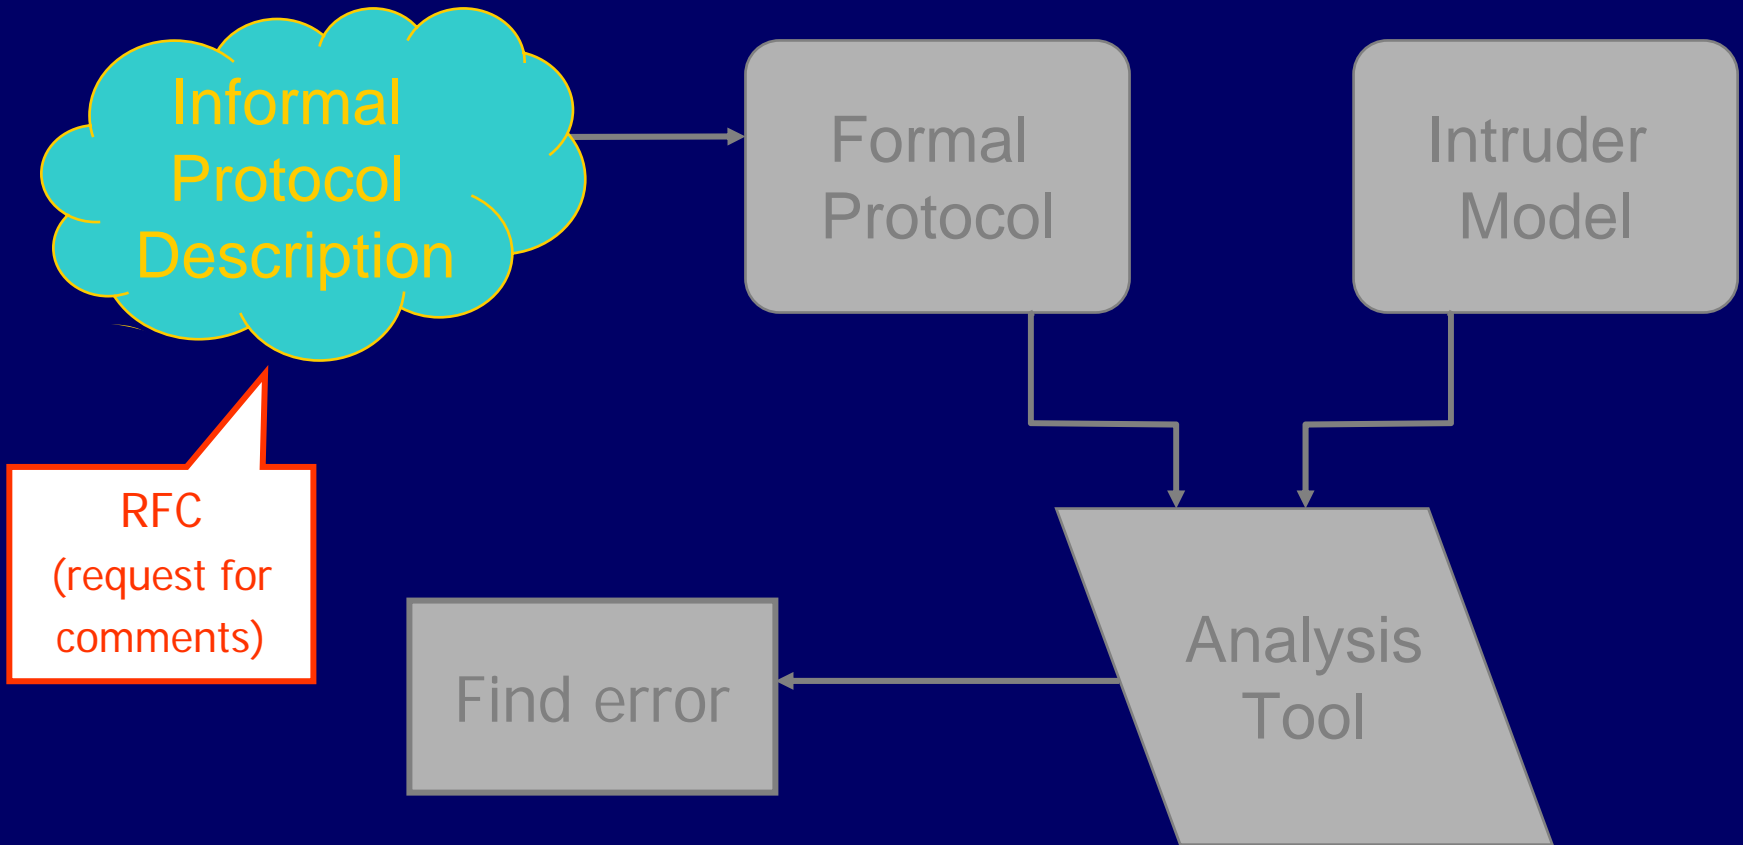 Informal
Protocol
Description
Formal
Protocol
Intruder
Model
RFC
(request for
comments)
Find error
Analysis
Tool